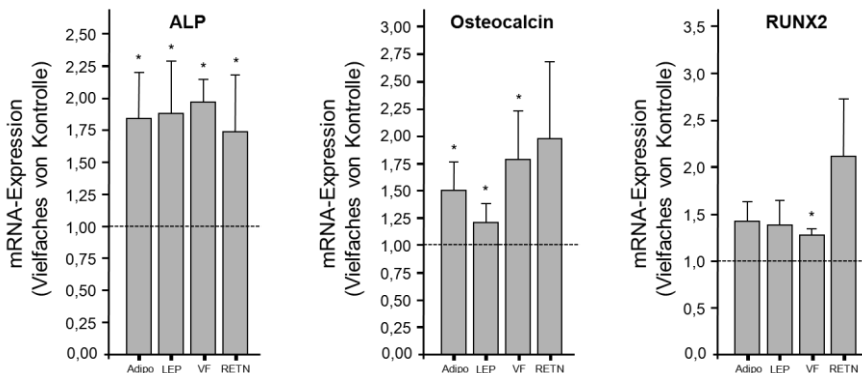 ALP
mRNA-Expression
(Vielfaches von Kontrolle)
2,50
2,25
2,00
1,75
1,50
1,25
1,00
0,75
0,50
0,25
0,00
* * * *
Adipo LEP VF RETN
Osteocalcin
mRNA-Expression
(Vielfaches von Kontrolle)
3,00
2,75
2,50
2,25
2,00
1,75
1,50
1,25
1,00
0,75
0,50
0,25
0,00
* * *
Adipo LEP VF RETN
RUNX2
mRNA-Expression
(Vielfaches von Kontrolle)
3,5
3,0
2,5
2,0
1,5
1,0
0,5
0,0
*
Adipo LEP VF RETN